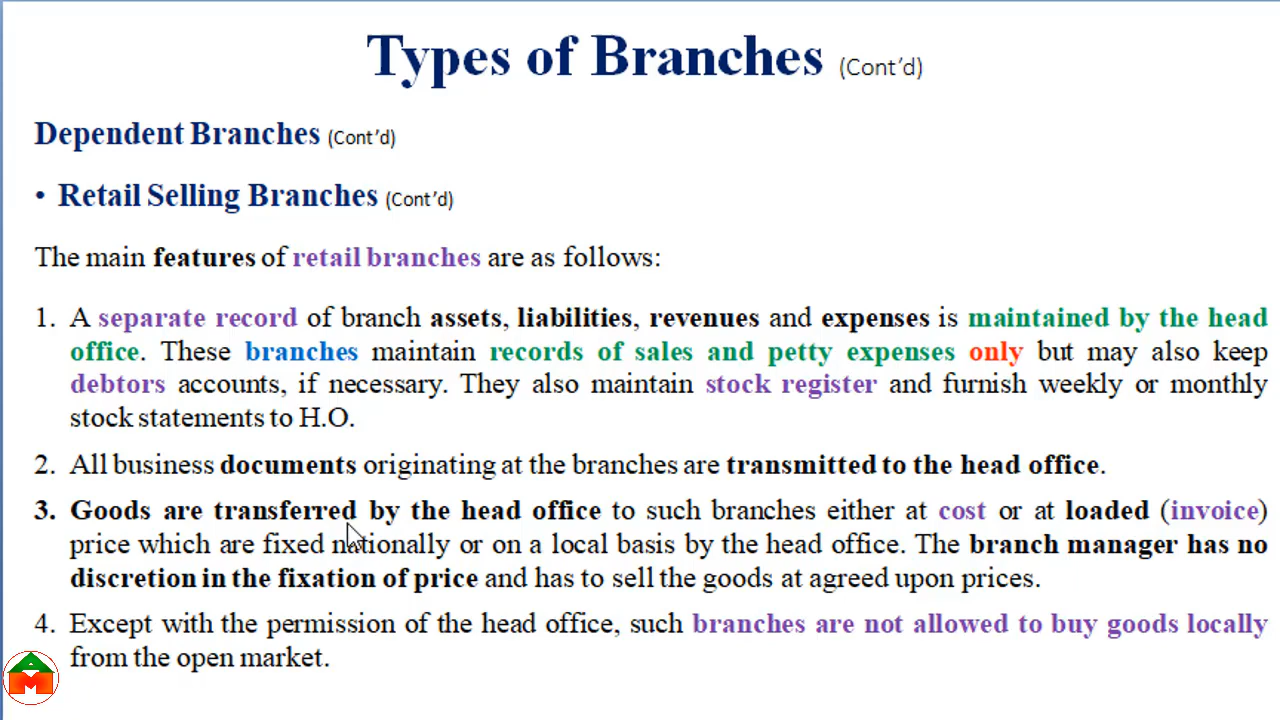 Types of Branches (Cont’d)
Dependent Branches (Cont’d)
• Retail Selling Branches (Cont’d)
The main features of retail branches are as follows:
1. A separate record of branch assets, liabilities, revenues and expenses is maintained by the head
office. These branches maintain records of sales and petty expenses only but may also keep
debtors accounts, if necessary. They also maintain stock register and furnish weekly or monthly
stock statements to H.O.
2. All business documents originating at the branches are transmitted to the head office.
3. Goods are transferred by the head office to such branches either at cost or at loaded (invoice)
price which are fixed nationally or on a local basis by the head office. The branch manager has no
discretion in the fixation of price and has to sell the goods at agreed upon prices.
4. Except with the permission of the head office, such branches are not allowed to buy goods locally
from the open market.